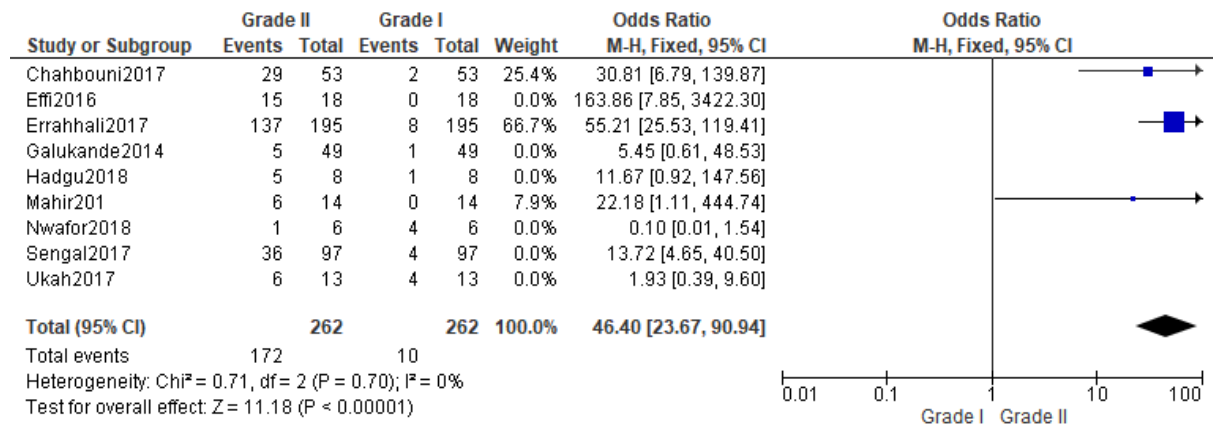 Grade II Grade I Odds Ratio Odds Ratio
Study or Subgroup Events Total Events Total Weight M-H, Fixed, 95% CI M-H, Fixed, 95% CI
Chahbouni2017 29 53 2 53 25.4% 30.81 [6.79, 139.87]
Effi2016 15 18 0 18 0.0% 163.86 [7.85, 3422.30]
Errahhali2017 137 195 8 195 66.7% 55.21 [25.53, 119.41]
Galukande2014 5 49 1 49 0.0% 5.45 [0.61, 48.53]
Hadgu2018 5 8 1 8 0.0% 11.67 [0.92, 147.56]
Mahir201 6 14 0 14 7.9% 22.18 [1.11, 444.74]
Nwafor2018 1 6 4 6 0.0% 0.10 [0.01, 1.54]
Sengal2017 36 97 4 97 0.0% 13.72 [4.65, 40.50]
Ukah2017 6 13 4 13 0.0% 1.93 [0.39, 9.60]
Total (95% CI) 262 262 100.0% 46.40 [23.67, 90.94]
Total events 172 10
Heterogeneity: Chi² = 0.71, df = 2 (P = 0.70); I² = 0%
Test for overall effect: Z = 11.18 (P < 0.00001)
0.01 0.1 1 10 100
Grade I Grade II